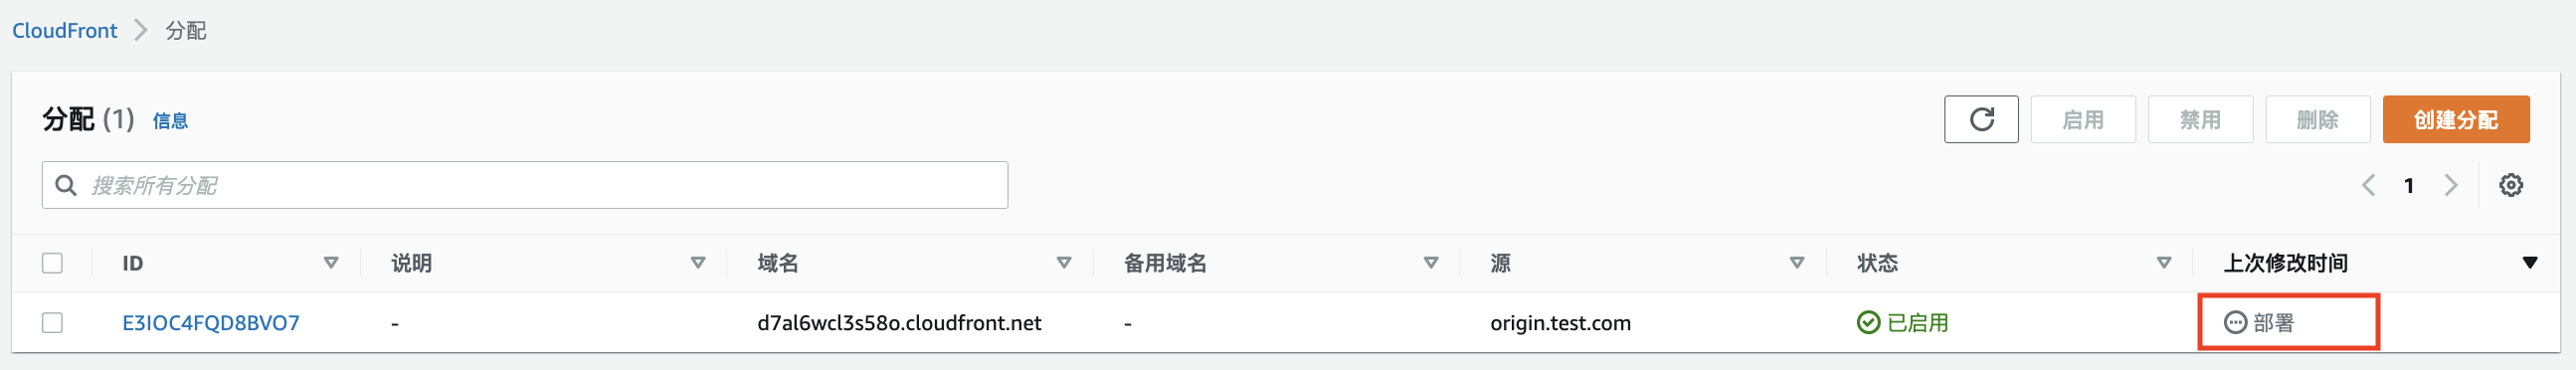 CloudFront 分配
分配 (1) 信息 启用 禁用 删除 创建分配
搜索所有分配 1
ID 说明 域名 备用域名 源 状态 上次修改时间
E3IOC4FQD8BVO7 - d7al6wcl3s58o.cloudfront.net - origin.test.com 已启用 部署